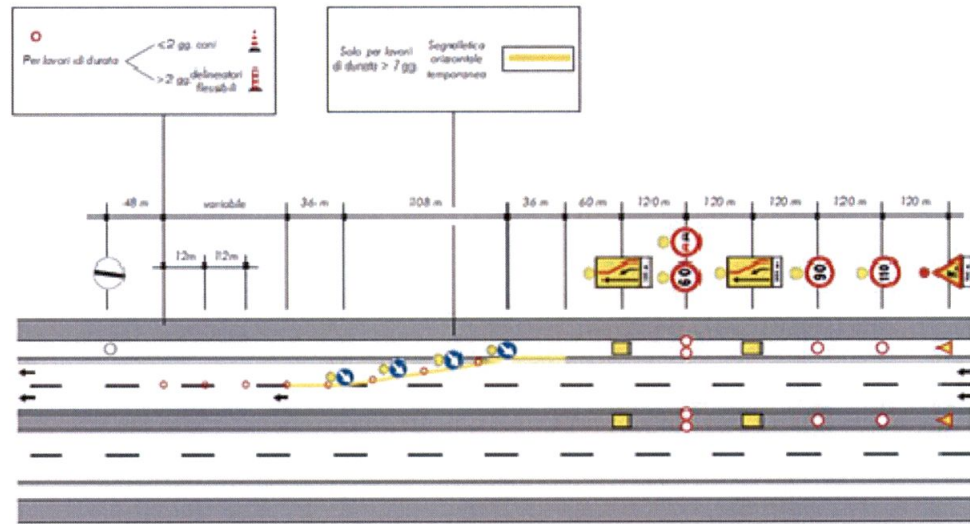 Per lavori di durata
≤2 gg. coni
>2 gg. delineatori
flessibili
Solo per lavori
di durata > 7 gg.
Segnaletica
orizzontale
temporanea
48 m
variabile
36 m
208 m
36 m
60 m
120 m
120 m
120 m
120 m
120 m
12m
12m
60
90
110